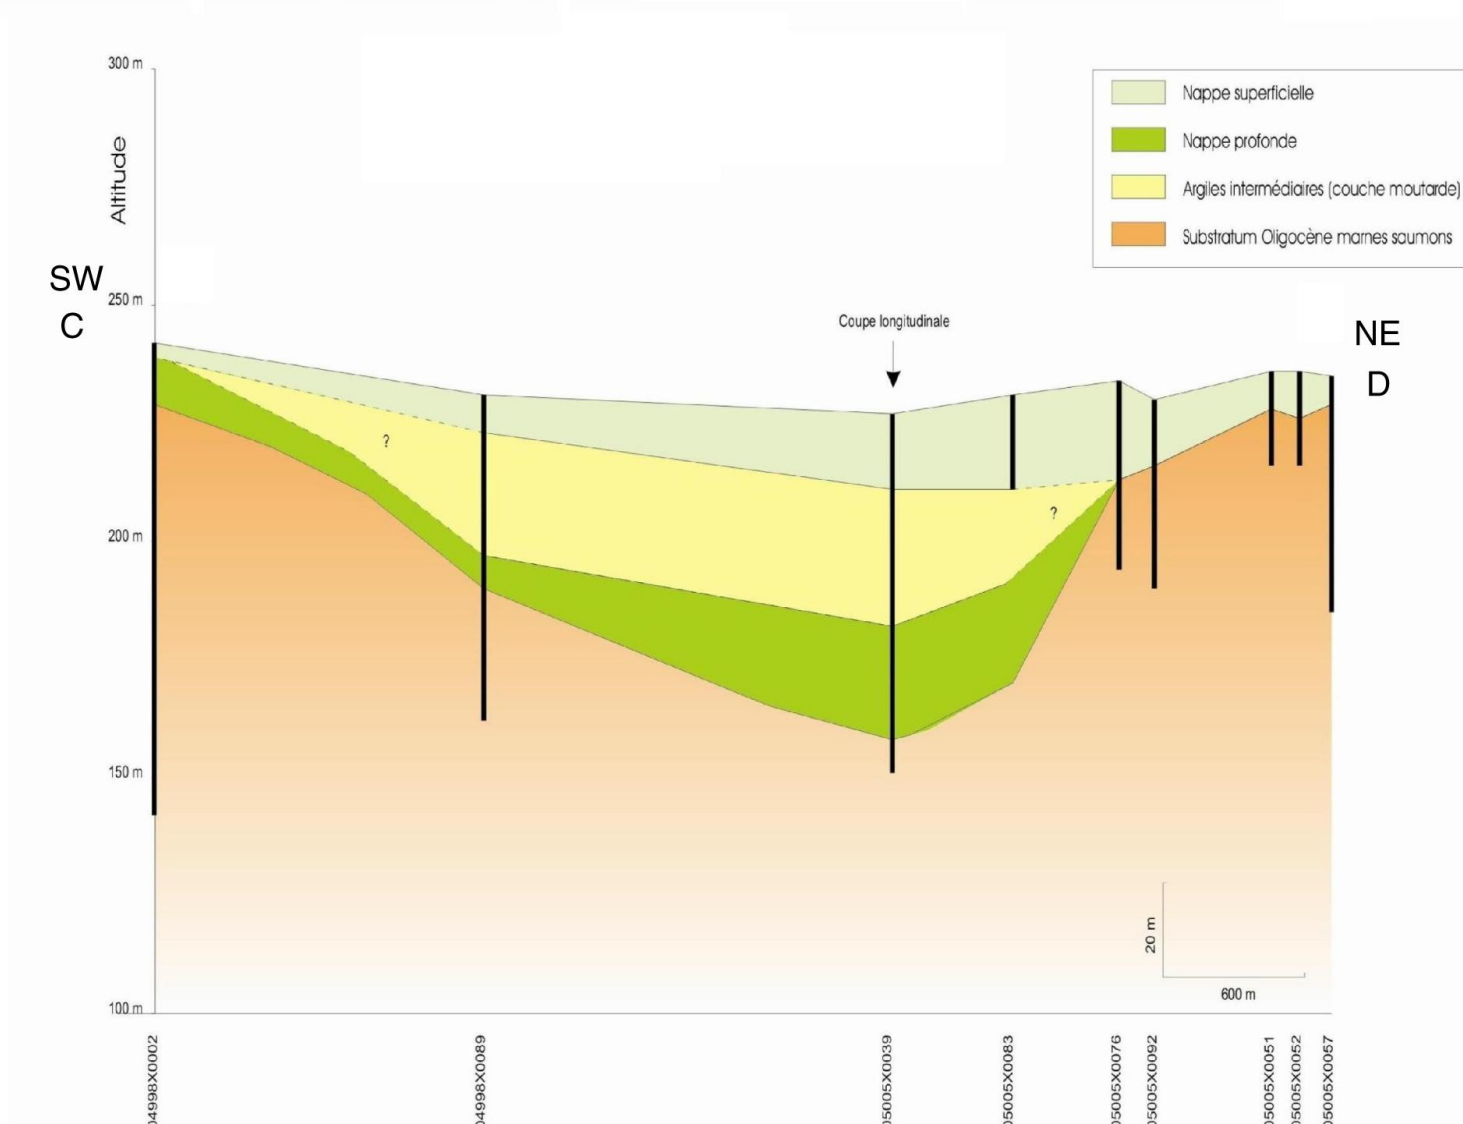 300 m
Altitude
Nappe superficielle
Nappe profonde
Argiles intermédiaires (couche moutarde)
Substratum Oligocène marnes saumons
SW
C
250 m
Coupe longitudinale
NE
D
?
?
200 m
150 m
20 m
600 m
100 m
04998X0002
04998X0089
05005X0039
05005X0083
05005X0076
05005X0092
05005X0051
05005X0052
05005X0057